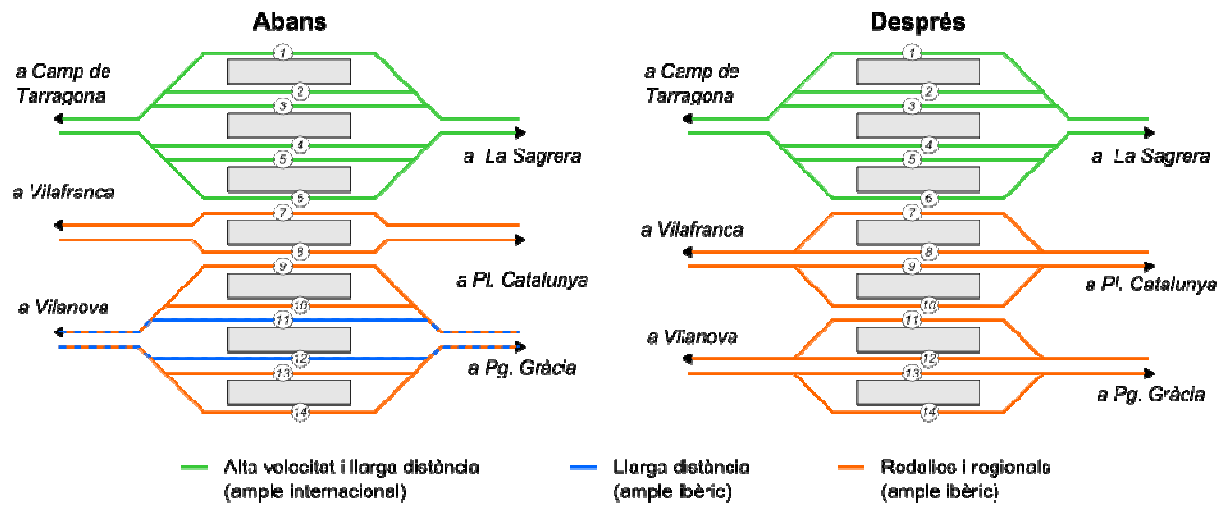 Abans
Després
1
a Camp de
Tarragona
2
3
4
5
a La Sagrera
6
a Vilafranca
7
8
9
a Pl. Catalunya
10
a Vilanova
11
12
a Pg. Gràcia
13
14
1
a Camp de
Tarragona
2
3
4
5
a La Sagrera
6
7
a Vilafranca
8
9
a Pl. Catalunya
10
11
a Vilanova
12
13
a Pg. Gràcia
14
Alta velocitat i llarga distància
(ample internacional)
Llarga distància
(ample ibèric)
Rodalies i regionals
(ample ibèric)